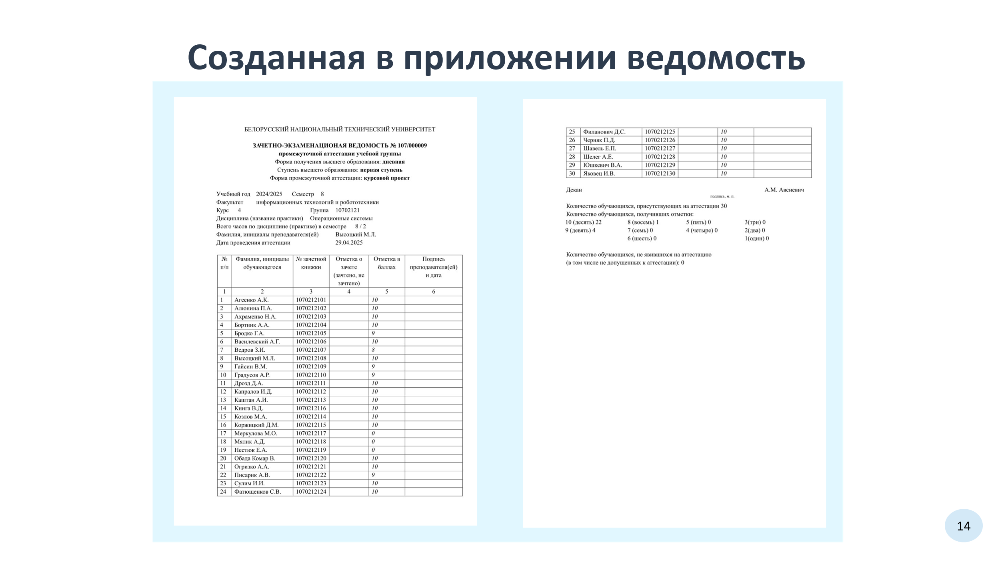 Созданная в приложении ведомость
БЕЛОРУССКИЙ НАЦИОНАЛЬНЫЙ ТЕХНИЧЕСКИЙ УНИВЕРСИТЕТ
ЗАЧЕТНО-ЭКЗАМЕНАЦИОНАЯ ВЕДОМОСТЬ № 107/000009
промежуточной аттестации учебной группы
Форма получения высшего образования: дневная
Ступень высшего образования: первая ступень
Форма промежуточной аттестации: курсовой проект
Учебный год 2024/2025 Семестр 8
Факультет информационных технологий и робототехники
Курс 4 Группа 10702121
Дисциплина (название практики) Операционные системы
Всего часов по дисциплине (практике) в семестре 8 / 2
Фамилия, инициалы преподавателя(ей) Высоцкий М.Л.
Дата проведения аттестации 29.04.2025
№ Фамилия, инициалы № зачетной Отметка о Отметка в Подпись
п/п обучающегося книжки зачете баллах преподавателя(ей)
(зачтено, не и дата
зачтено)
1 2 3 4 5 6
1 Агеенко А.К. 1070212101 10
2 Алюнина П.А. 1070212102 10
3 Ахраменко Н.А. 1070212103 10
4 Бортник А.А. 1070212104 10
5 Бродко Г.А. 1070212105 9
6 Василевский А.Г. 1070212106 10
7 Ведров З.И. 1070212107 8
8 Высоцкий М.Л. 1070212108 10
9 Гайсин В.М. 1070212109 9
10 Градусов А.Р. 1070212110 9
11 Дрозд Д.А. 1070212111 10
12 Капралов И.Д. 1070212112 10
13 Каштан А.И. 1070212113 10
14 Книга В.Д. 1070212116 10
15 Козлов М.А. 1070212114 10
16 Коржицкий Д.М. 1070212115 10
17 Меркулова М.О. 1070212117 0
18 Мялик А.Д. 1070212118 0
19 Нестюк Е.А. 1070212119 0
20 Обада Комар В. 1070212120 10
21 Огризко А.А. 1070212121 10
22 Писарик А.В. 1070212122 9
23 Сулим И.И. 1070212123 10
24 Фатющенков С.В. 1070212124 10
25 Филанович Д.С. 1070212125 10
26 Черняк П.Д. 1070212126 10
27 Шавель Е.П. 1070212127 10
28 Шелег А.Е. 1070212128 10
29 Юшкевич В.А. 1070212129 10
30 Яковец И.В. 1070212130 10
Декан А.М. Авсиевич
подпись, м. п.
Количество обучающихся, присутствующих на аттестации 30
Количество обучающихся, получивших отметки:
10 (десять) 22 8 (восемь) 1 5 (пять) 0 3(три) 0
9 (девять) 4 7 (семь) 0 4 (четыре) 0 2(два) 0
6 (шесть) 0 1(один) 0
Количество обучающихся, не явившихся на аттестацию
(в том числе не допущенных к аттестации): 0
14